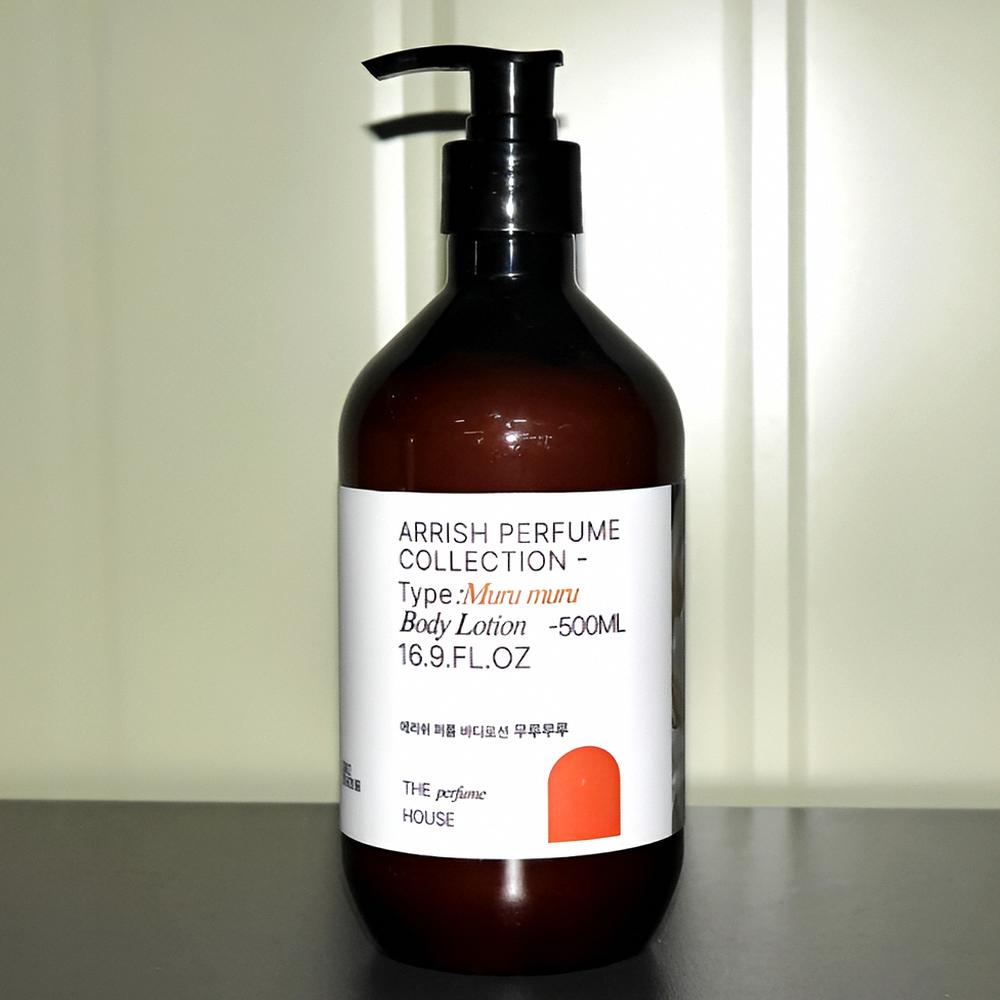 ARRISH PERFUME
COLLECTION -
Type:Muru muru
Body Lotion -500ML
16.9.FL.OZ
에리쉬 퍼퓸 바디로션 무루무루
THE perfume
HOUSE